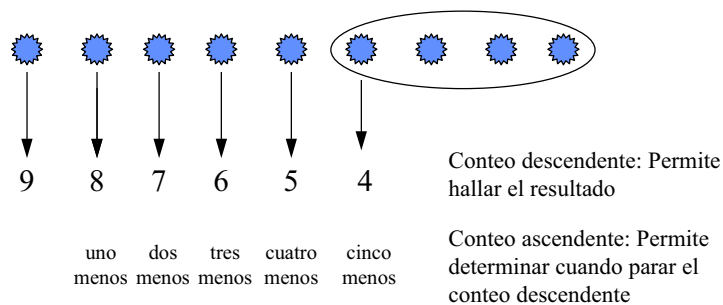 9 8 7 6 5 4
Conteo descendente: Permite
hallar el resultado
uno dos tres cuatro cinco
menos menos menos menos menos
Conteo ascendente: Permite
determinar cuando parar el
conteo descendente